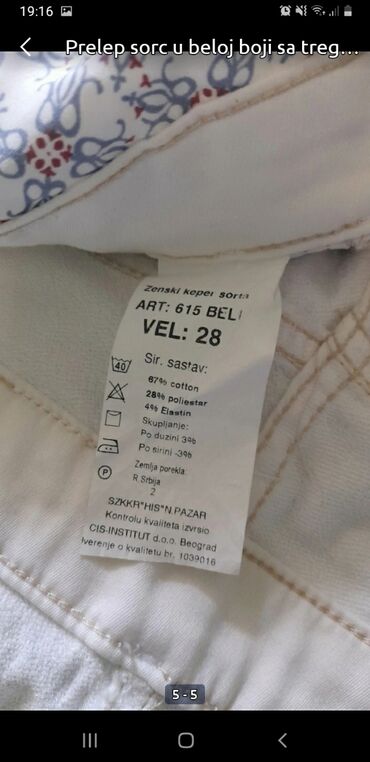 19:16
Prelep sorc u beloj boji sa treg...
Zenski keper sorta
ART: 615 BELI
VEL: 28
Sir. sastav:
40
67% cotton
28% poliestar
4% Elastin
Skupljanje:
Po duzini 3%
Po sirini -3%
Zemlja porekla:
R.Srbija
P
2
SZKKR"HIS"N.PAZAR
Kontrolu kvaliteta izvrsio
CIS-INSTITUT d.o.o. Beograd
Uverenje o kvalitetu br. 1039016
5 - 5